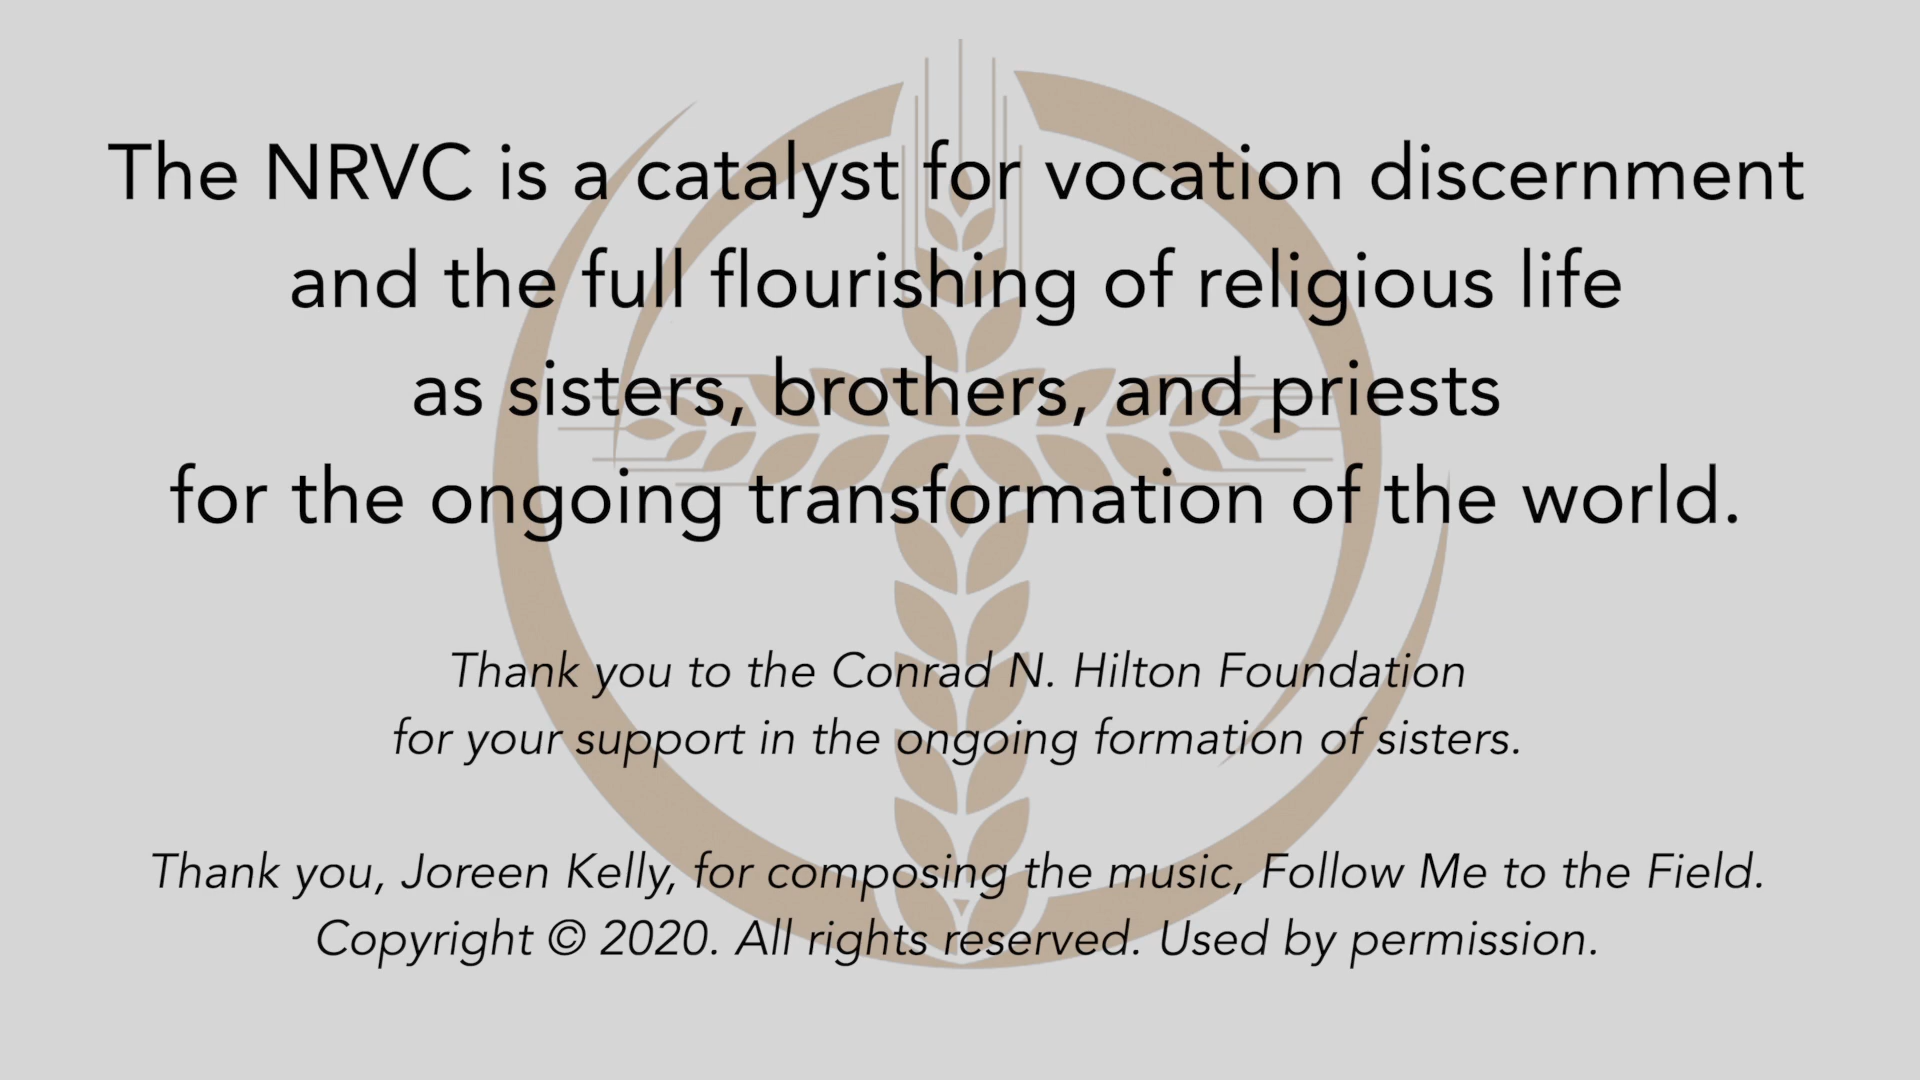 The NRVC is a catalyst for vocation discernment
and the full flourishing of religious life
as sisters, brothers, and priests
for the ongoing transformation of the world.
Thank you to the Conrad N. Hilton Foundation
for your support in the ongoing formation of sisters.
Thank you, Joreen Kelly, for composing the music, Follow Me to the Field.
Copyright © 2020. All rights reserved. Used by permission.